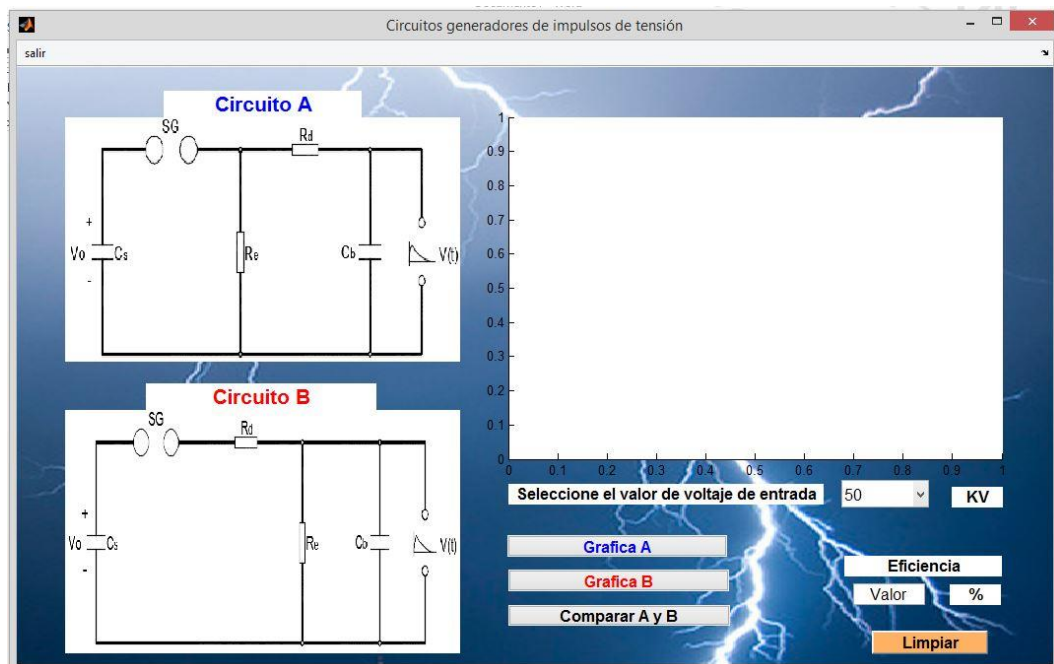 Circuitos generadores de impulsos de tensión
salir
Circuito A
SG
Rd
+
Vo
Cs
-
Re
Cb
V(t)
Circuito B
SG
Rd
+
Vo
Cs
-
Re
Cb
V(t)
1
0.9
0.8
0.7
0.6
0.5
0.4
0.3
0.2
0.1
0
0 0.1 0.2 0.3 0.4 0.5 0.6 0.7 0.8 0.9 1
Seleccione el valor de voltaje de entrada
50
KV
Grafica A
Grafica B
Comparar A y B
Eficiencia
Valor
%
Limpiar